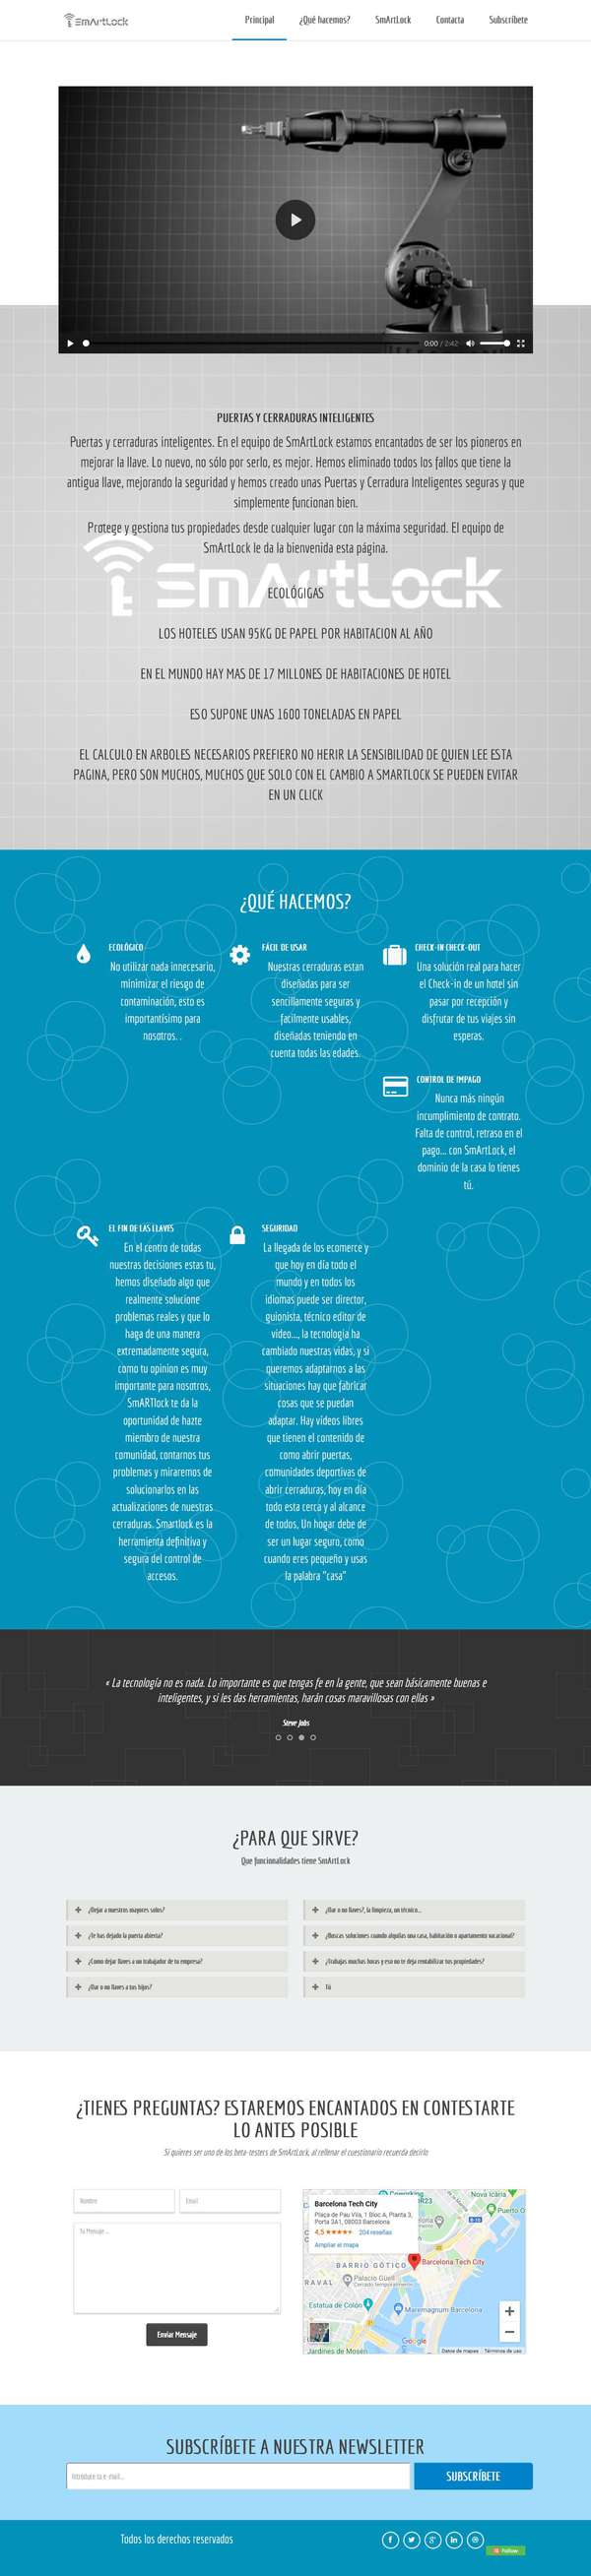 SmArtLock
Principal
¿Qué hacemos?
SmArtLock
Contacta
Subscríbete
0:00 / 2:42
PUERTAS Y CERRADURAS INTELIGENTES
Puertas y cerraduras inteligentes. En el equipo de SmArtLock estamos encantados de ser los pioneros en
mejorar la llave. Lo nuevo, no sólo por serlo, es mejor. Hemos eliminado todos los fallos que tiene la
antigua llave, mejorando la seguridad y hemos creado unas Puertas y Cerradura Inteligentes seguras y que
simplemente funcionan bien.
Protege y gestiona tus propiedades desde cualquier lugar con la máxima seguridad. El equipo de
SmArtLock le da la bienvenida esta página.
SmArtLock
ECOLÓGIGAS
LOS HOTELES USAN 95KG DE PAPEL POR HABITACION AL AÑO
EN EL MUNDO HAY MAS DE 17 MILLONES DE HABITACIONES DE HOTEL
ESO SUPONE UNAS 1600 TONELADAS EN PAPEL
EL CALCULO EN ARBOLES NECESARIOS PREFIERO NO HERIR LA SENSIBILIDAD DE QUIEN LEE ESTA
PAGINA, PERO SON MUCHOS, MUCHOS QUE SOLO CON EL CAMBIO A SMARTLOCK SE PUEDEN EVITAR
EN UN CLICK
¿QUÉ HACEMOS?
ECOLÓGICO
No utilizar nada innecesario,
minimizar el riesgo de
contaminación, esto es
importantísimo para
nosotros. .
FÁCIL DE USAR
Nuestras cerraduras estan
diseñadas para ser
sencillamente seguras y
facilmente usables,
diseñadas teniendo en
cuenta todas las edades.
CHECK-IN CHECK-OUT
Una solución real para hacer
el Check-in de un hotel sin
pasar por recepción y
disfrutar de tus viajes sin
esperas.
CONTROL DE IMPAGO
Nunca más ningún
incumplimiento de contrato.
Falta de control, retraso en el
pago... con SmArtLock, el
dominio de la casa lo tienes
tú.
EL FIN DE LAS LLAVES
En el centro de todas
nuestras decisiones estas tu,
hemos diseñado algo que
realmente solucione
problemas reales y que lo
haga de una manera
extremadamente segura,
como tu opinion es muy
importante para nosotros,
SmARTlock te da la
oportunidad de hazte
miembro de nuestra
comunidad, contarnos tus
problemas y miraremos de
solucionarlos en las
actualizaciones de nuestras
cerraduras. Smartlock es la
herramienta definitiva y
segura del control de
accesos.
SEGURIDAD
La llegada de los ecomerce y
que hoy en día todo el
mundo y en todos los
idiomas puede ser director,
guionista, técnico editor de
video..., la tecnología ha
cambiado nuestras vidas, y si
queremos adaptarnos a las
situaciones hay que fabricar
cosas que se puedan
adaptar. Hay videos libres
que tienen el contenido de
como abrir puertas,
comunidades deportivas de
abrir cerraduras, hoy en día
todo esta cerca y al alcance
de todos, Un hogar debe de
ser un lugar seguro, como
cuando eres pequeño y usas
la palabra "casa"
« La tecnología no es nada. Lo importante es que tengas fe en la gente, que sean básicamente buenas e
inteligentes, y si les das herramientas, harán cosas maravillosas con ellas »
Steve Jobs
¿PARA QUE SIRVE?
Que funcionalidades tiene SmArtLock
¿Dejar a nuestros mayores solos?
¿Te has dejado la puerta abierta?
¿Como dejar llaves a un trabajador de tu empresa?
¿Dar o no llaves a tus hijos?
¿Dar o no llaves?, la limpieza, un técnico...
¿Buscas soluciones cuando alquilas una casa, habitación o apartamento vacacional?
¿Trabajas muchas horas y eso no te deja rentabilizar tus propiedades?
Tú
¿TIENES PREGUNTAS? ESTAREMOS ENCANTADOS EN CONTESTARTE
LO ANTES POSIBLE
Si quieres ser uno de los beta-testers de SmArtLock, al rellenar el cuestionario recuerda decirlo
Nombre
Email
Tu Mensaje ...
Enviar Mensaje
Barcelona Tech City
Plaça de Pau Vila, 1 Bloc A, Planta 3,
Porta 3A1, 08003 Barcelona
4,5 ★★★★★ 204 reseñas
Ampliar el mapa
Coworking
Nova Icària
Puerto O
B-10
BARRIO GÓTICO
Barcelona Tech City
RAVAL
Palacio Güell
Cerrado temporalmente
Estatua de Colón
Maremagnum Barcelona
Google
Jardines de Mosén
Datos de mapas
Términos de uso
SUBSCRÍBETE A NUESTRA NEWSLETTER
Introduce tu e-mail...
SUBSCRÍBETE
Todos los derechos reservados
Follow